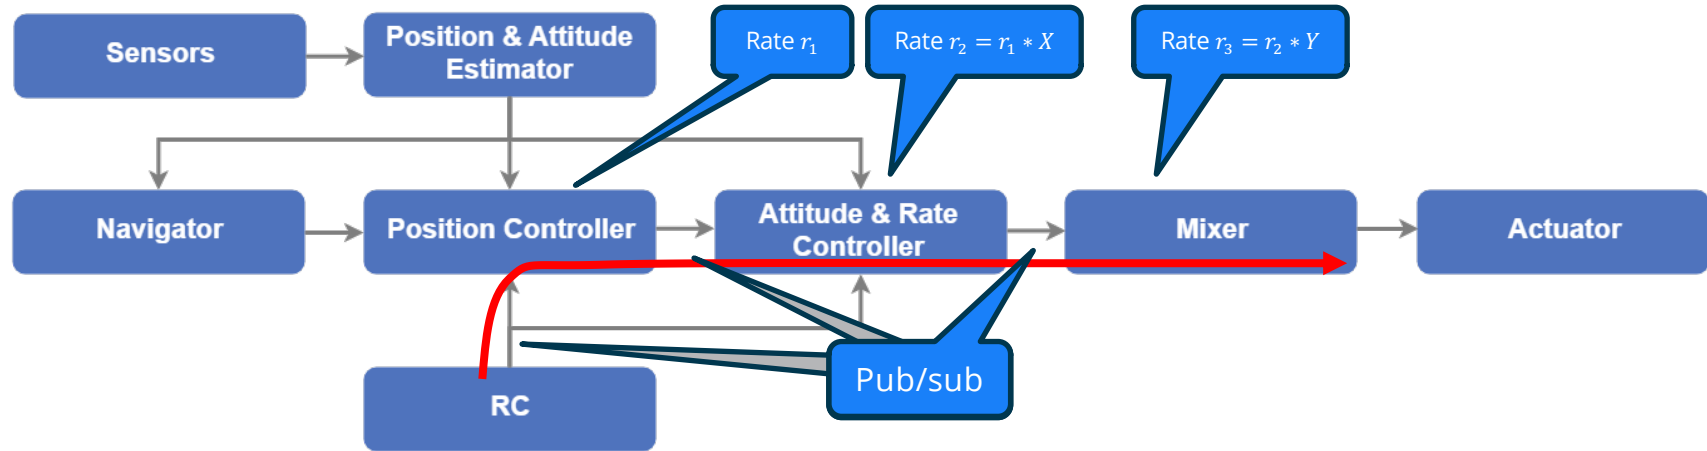 Sensors
Position & Attitude
Estimator
Rate r₁
Rate r₂ = r₁ * X
Rate r₃ = r₂ * Y
Navigator
Position Controller
Attitude & Rate
Controller
Mixer
Actuator
RC
Pub/sub